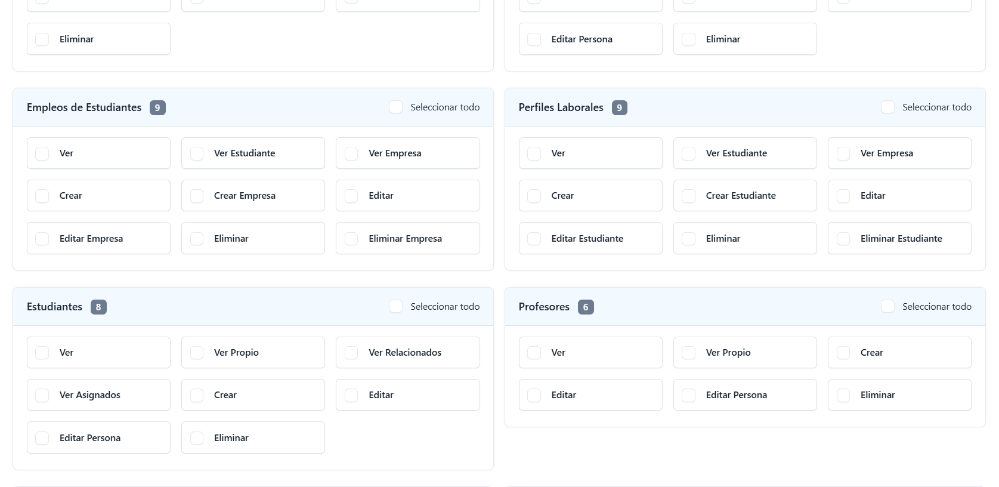 Eliminar
Editar Persona
Eliminar
Empleos de Estudiantes 9
Seleccionar todo
Ver
Ver Estudiante
Ver Empresa
Crear
Crear Empresa
Editar
Editar Empresa
Eliminar
Eliminar Empresa
Perfiles Laborales 9
Seleccionar todo
Ver
Ver Estudiante
Ver Empresa
Crear
Crear Estudiante
Editar
Editar Estudiante
Eliminar
Eliminar Estudiante
Estudiantes 8
Seleccionar todo
Ver
Ver Propio
Ver Relacionados
Ver Asignados
Crear
Editar
Editar Persona
Eliminar
Profesores 6
Seleccionar todo
Ver
Ver Propio
Crear
Editar
Editar Persona
Eliminar